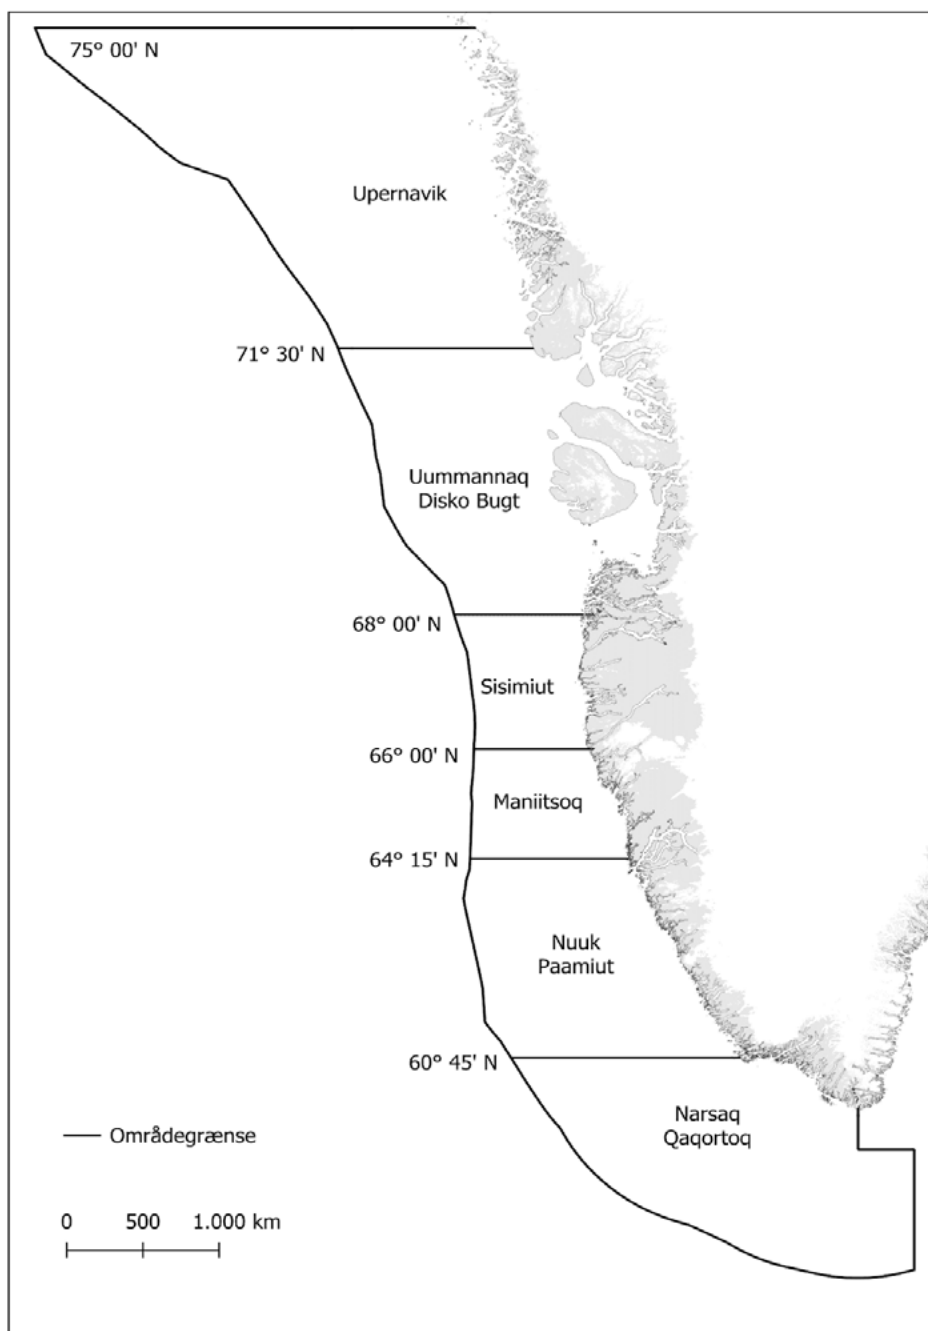 75° 00' N
Upernavik
71° 30' N
Uummannaq
Disko Bugt
68° 00' N
Sisimiut
66° 00' N
Maniitsoq
64° 15' N
Nuuk
Paamiut
60° 45' N
Narsaq
Qaqortoq
Områdegrænse
0 500 1.000 km